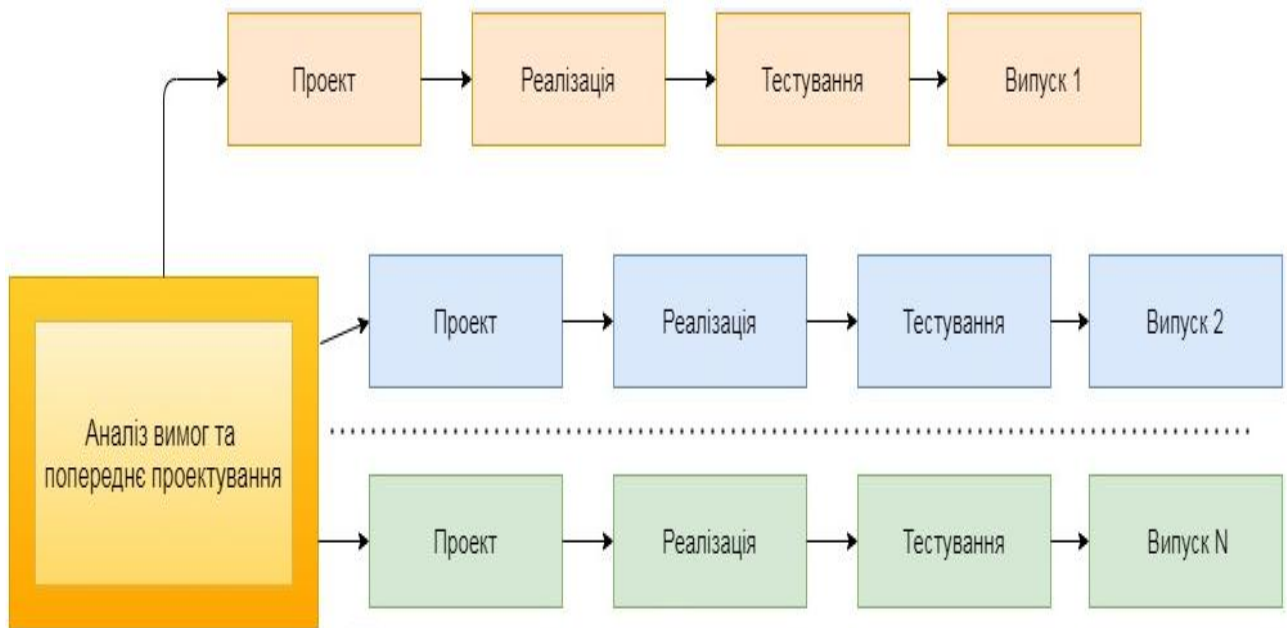 Проект
Реалізація
Тестування
Випуск 1
Проект
Реалізація
Тестування
Випуск 2
Аналіз вимог та
попереднє проектування
Проект
Реалізація
Тестування
Випуск N